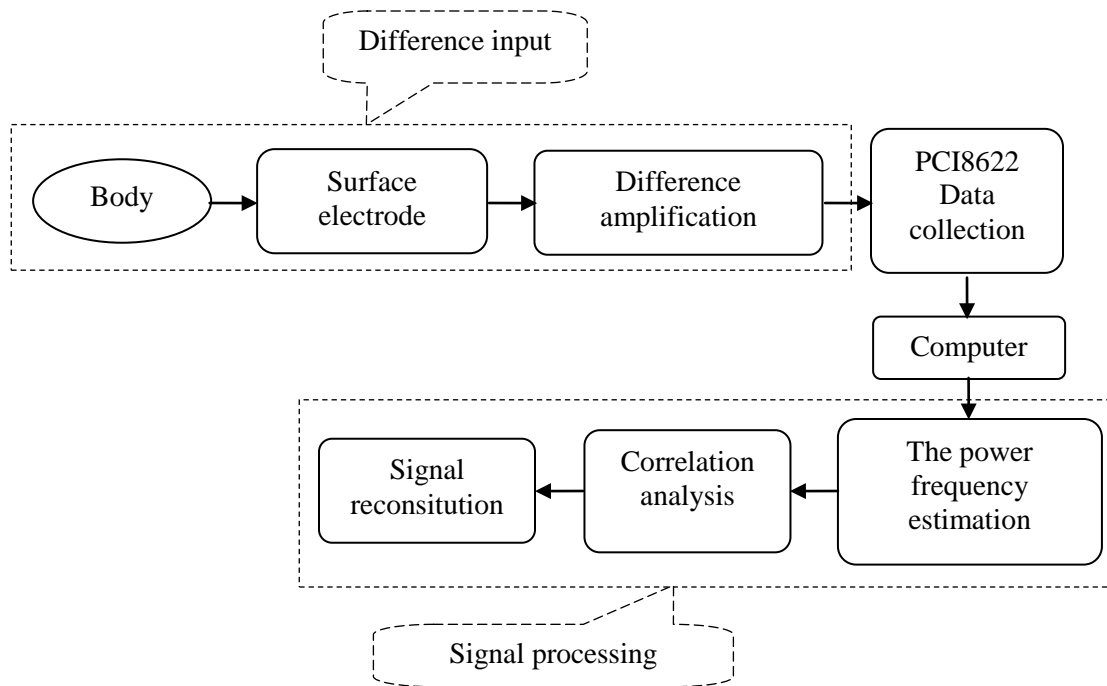 Difference input
Body
Surface
electrode
Difference
amplification
PCI8622
Data
collection
Computer
The power
frequency
estimation
Correlation
analysis
Signal
reconsitution
Signal processing